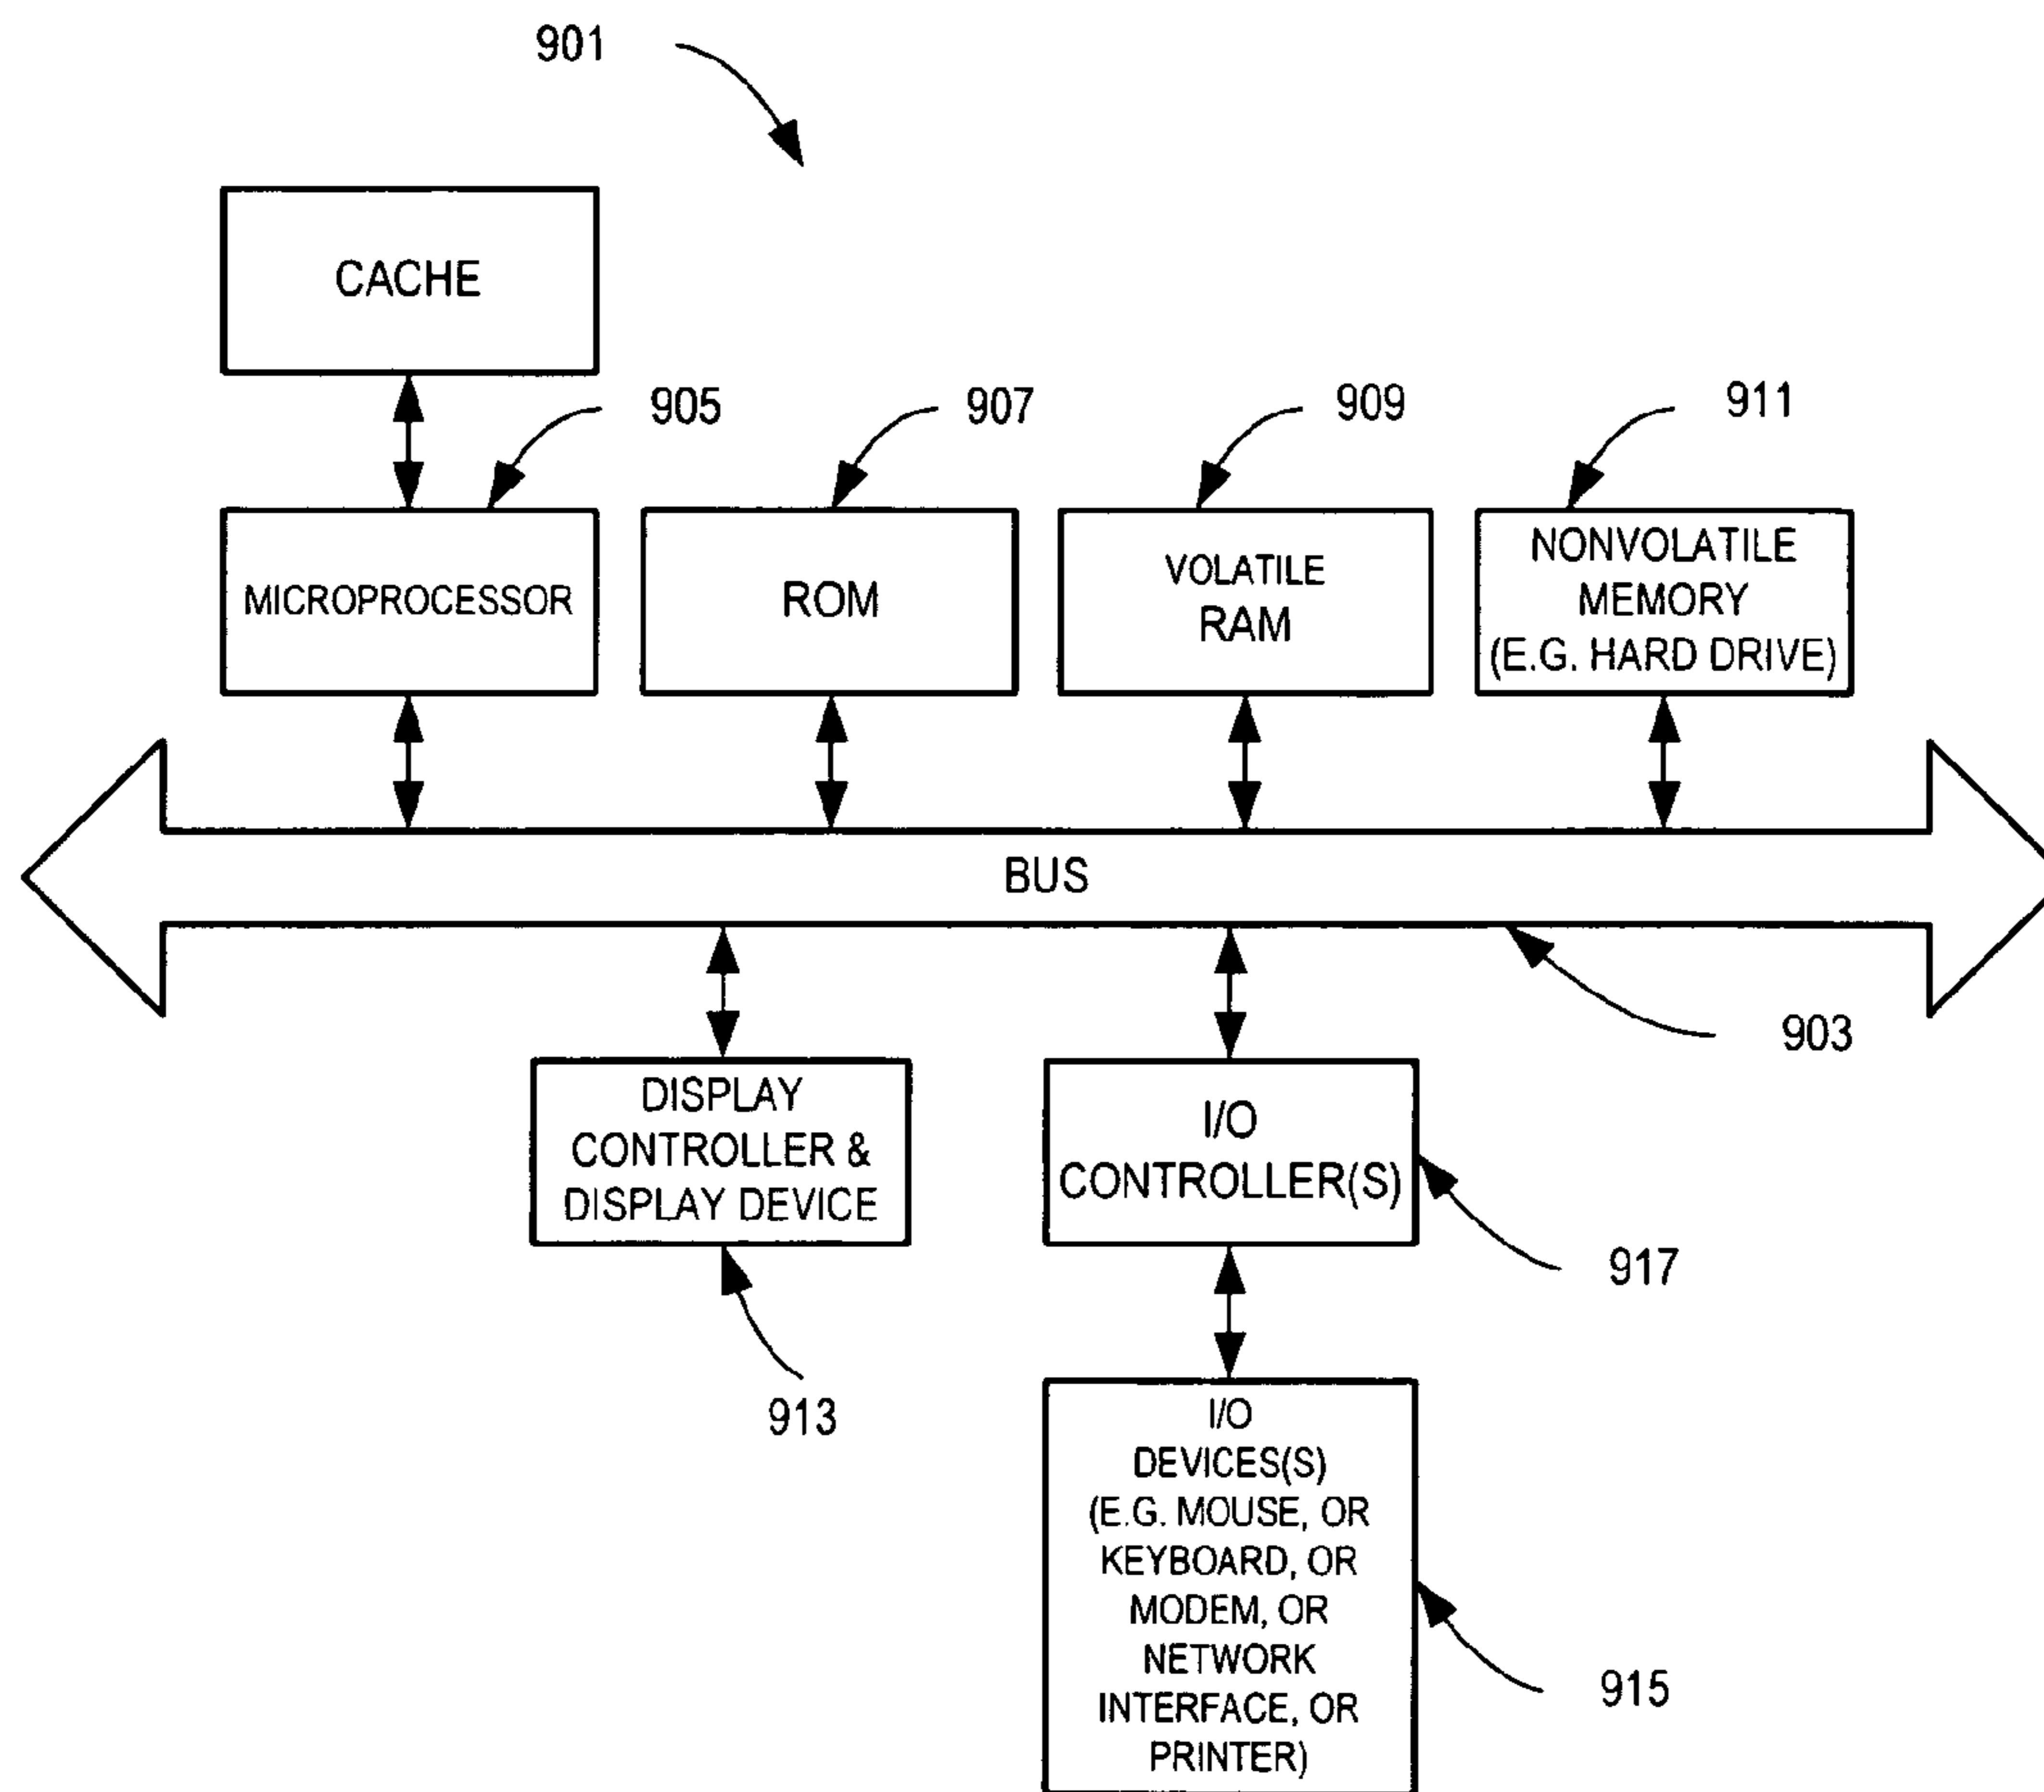 901
CACHE
905
907
909
911
MICROPROCESSOR
ROM
VOLATILE
RAM
NONVOLATILE
MEMORY
(E.G. HARD DRIVE)
BUS
903
DISPLAY
CONTROLLER &
DISPLAY DEVICE
I/O
CONTROLLER(S)
917
913
I/O
DEVICES(S)
(E.G. MOUSE, OR
KEYBOARD, OR
MODEM, OR
NETWORK
INTERFACE, OR
PRINTER)
915